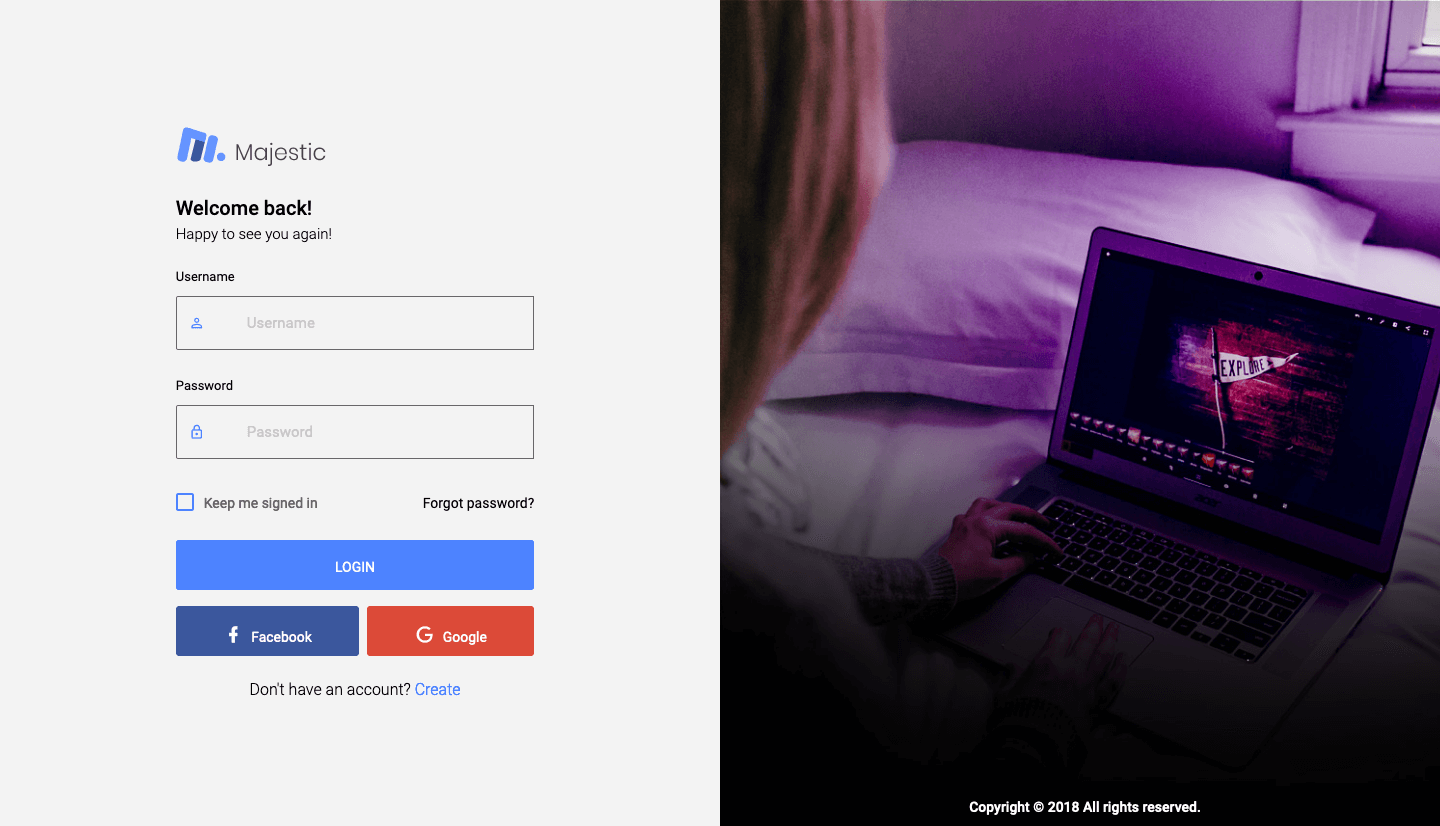 Majestic
Welcome back!
Happy to see you again!
Username
Username
Password
Password
Keep me signed in
Forgot password?
LOGIN
Facebook
Google
Don't have an account? Create
EXPLORE
Copyright © 2018 All rights reserved.